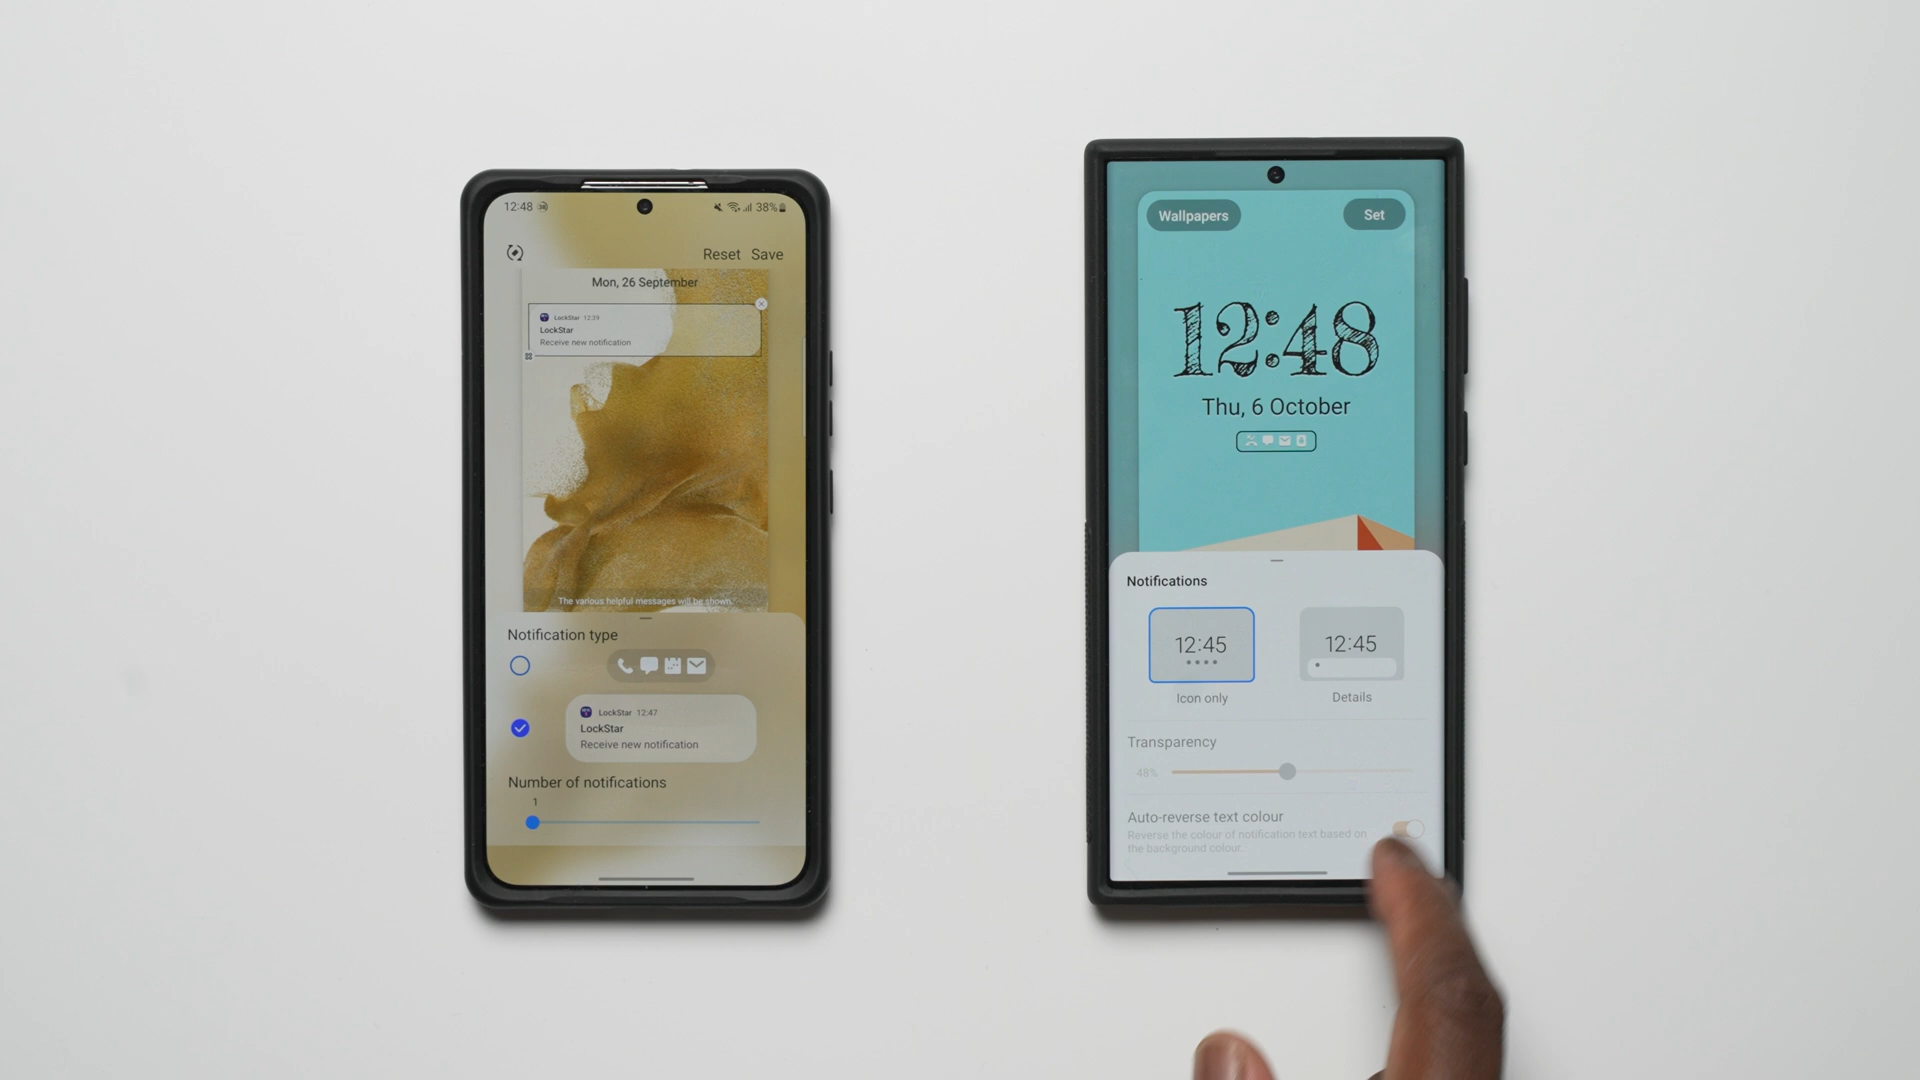 12:48
38%
Reset Save
Mon, 26 September
LockStar 12:39
LockStar
Receive new notification
The various helpful messages will be shown.
Notification type
LockStar 12:47
LockStar
Receive new notification
Number of notifications
1
Wallpapers
Set
12:48
Thu, 6 October
Notifications
12:45
12:45
Icon only
Details
Transparency
48%
Auto-reverse text colour
Reverse the colour of notification text based on
the background colour.